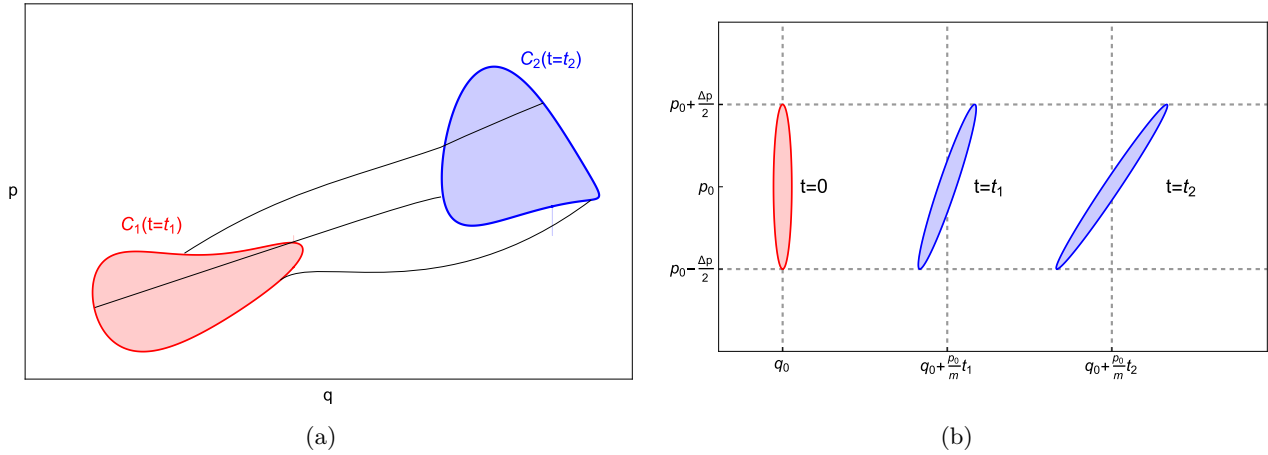 C₂(t=t₂)
p
C₁(t=t₁)
q
(a)
p₀+Δp/2
p₀
p₀−Δp/2
t=0
t=t₁
t=t₂
q₀
q₀+p₀/m t₁
q₀+p₀/m t₂
(b)